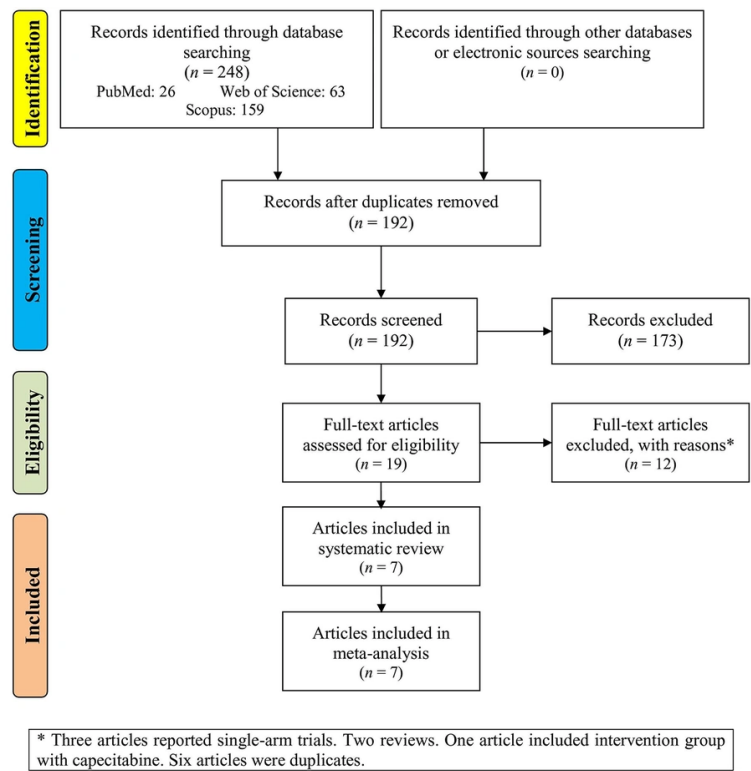 Identification
Records identified through database
searching
(n = 248)
PubMed: 26 Web of Science: 63
Scopus: 159
Records identified through other databases
or electronic sources searching
(n = 0)
Screening
Records after duplicates removed
(n = 192)
Records screened
(n = 192)
Records excluded
(n = 173)
Eligibility
Full-text articles
assessed for eligibility
(n = 19)
Full-text articles
excluded, with reasons*
(n = 12)
Included
Articles included in
systematic review
(n = 7)
Articles included in
meta-analysis
(n = 7)
* Three articles reported single-arm trials. Two reviews. One article included intervention group
with capecitabine. Six articles were duplicates.